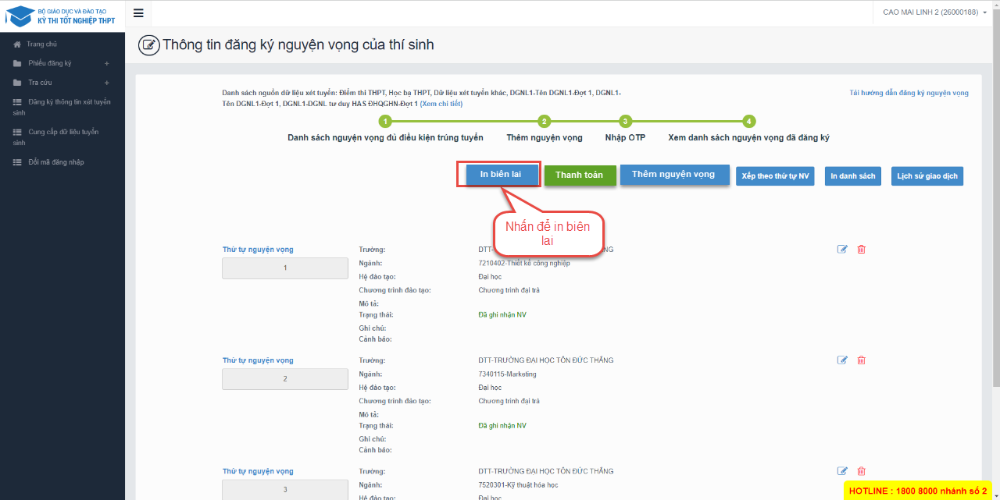 BỘ GIÁO DỤC VÀ ĐÀO TẠO
KỲ THI TỐT NGHIỆP THPT
CAO MAI LINH 2 (26000188)
Trang chủ
Phiếu đăng ký +
Tra cứu +
Đăng ký thông tin xét tuyển
sinh
Cung cấp dữ liệu tuyển
sinh
Đổi mã đăng nhập
Thông tin đăng ký nguyện vọng của thí sinh
Danh sách nguồn dữ liệu xét tuyển: Điểm thi THPT, Học bạ THPT, Dữ liệu xét tuyển khác, DGNL1-Tên DGNL1-Đợt 1, DGNL1-
Tên DGNL1-Đợt 1, DGNL1-DGNL tư duy HAS ĐHQGHN-Đợt 1 (Xem chi tiết)
Tải hướng dẫn đăng ký nguyện vọng
1 2 3 4
Danh sách nguyện vọng đủ điều kiện trúng tuyển Thêm nguyện vọng Nhập OTP Xem danh sách nguyện vọng đã đăng ký
In biên lai Thanh toán Thêm nguyện vọng Xếp theo thứ tự NV In danh sách Lịch sử giao dịch
Nhấn để in biên
lai
Thứ tự nguyện vọng
1
Trường: DTT- NG
Ngành: 7210402-Thiết kế công nghiệp
Hệ đào tạo: Đại học
Chương trình đào tạo: Chương trình đại trà
Mô tả:
Trạng thái: Đã ghi nhận NV
Ghi chú:
Cảnh báo:
Thứ tự nguyện vọng
2
Trường: DTT-TRƯỜNG ĐẠI HỌC TÔN ĐỨC THẮNG
Ngành: 7340115-Marketing
Hệ đào tạo: Đại học
Chương trình đào tạo: Chương trình đại trà
Mô tả:
Trạng thái: Đã ghi nhận NV
Ghi chú:
Cảnh báo:
Thứ tự nguyện vọng
3
Trường: DTT-TRƯỜNG ĐẠI HỌC TÔN ĐỨC THẮNG
Ngành: 7520301-Kỹ thuật hóa học
Hệ đào tạo: Đại học
HOTLINE : 1800 8000 nhánh số 2